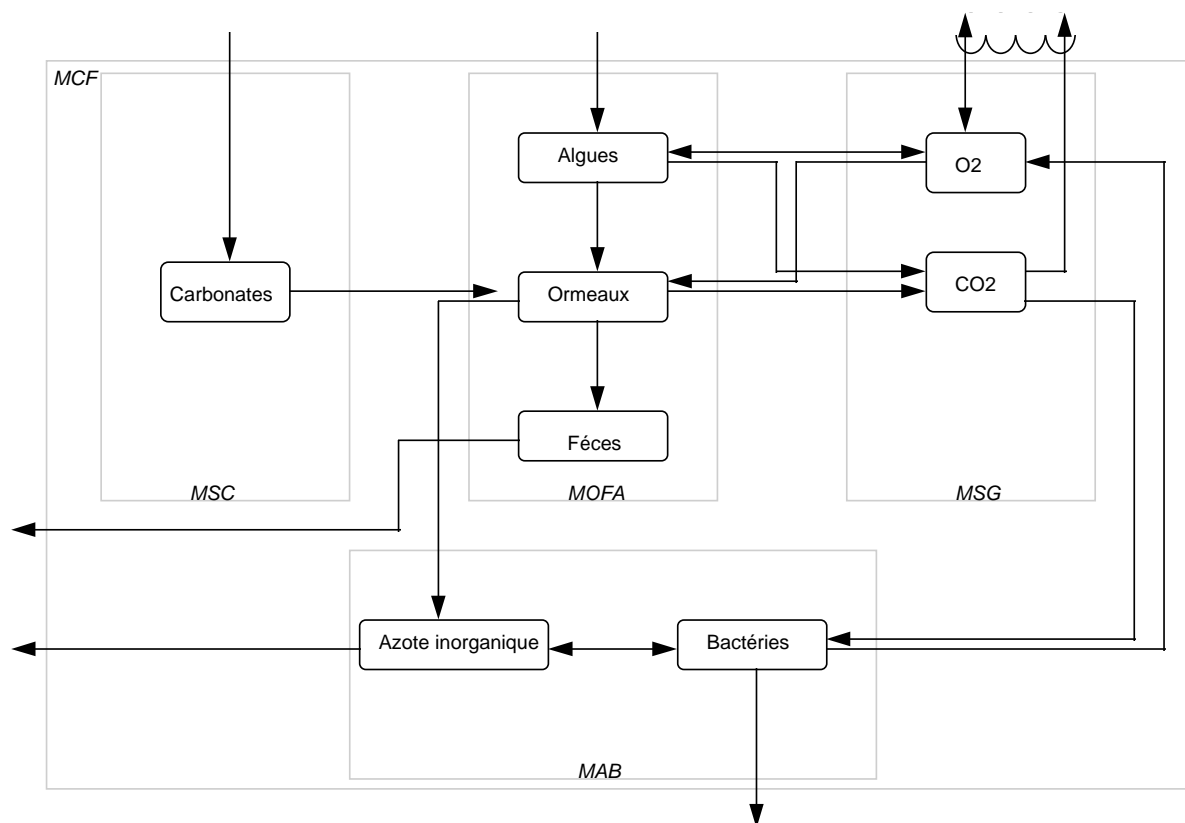 MCF
Algues
O2
Carbonates
Ormeaux
CO2
Féces
MSC
MOFA
MSG
Azote inorganique
Bactéries
MAB